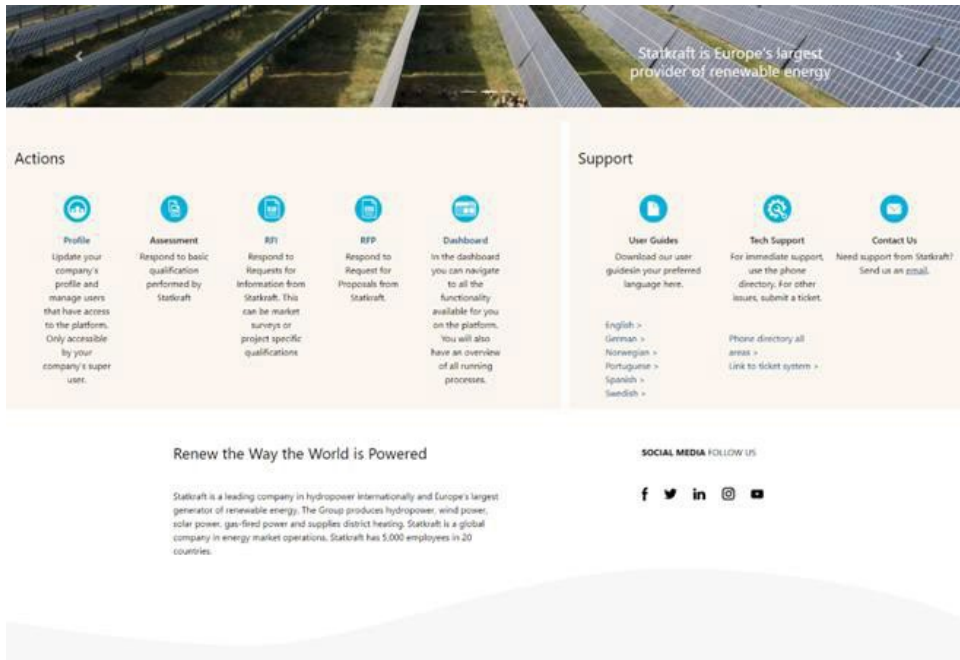 Statkraft is Europe's largest
provider of renewable energy
Actions
Profile
Update your
company's
profile and
manage users
that have access
to the platform.
Only accessible
by your
company's super
user.
Assessment
Respond to basic
qualification
performed by
Statkraft
RFI
Respond to
Requests for
Information from
Statkraft. This
can be market
surveys or
project specific
qualifications
RFP
Respond to
Request for
Proposals from
Statkraft.
Dashboard
In the dashboard
you can navigate
to all the
functionality
available for you
on the platform.
You will also
have an overview
of all running
processes.
Support
User Guides
Download our user
guidesin your preferred
language here.
English >
German >
Norwegian >
Portuguese >
Spanish >
Swedish >
Tech Support
For immediate support,
use the phone
directory. For other
issues, submit a ticket.
Phone directory all
areas >
Link to ticket system >
Contact Us
Need support from Statkraft?
Send us an email.
Renew the Way the World is Powered
Statkraft is a leading company in hydropower internationally and Europe's largest
generator of renewable energy. The Group produces hydropower, wind power,
solar power, gas-fired power and supplies district heating. Statkraft is a global
company in energy market operations. Statkraft has 5,000 employees in 20
countries.
SOCIAL MEDIA FOLLOW US